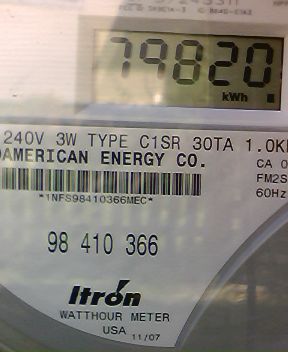 79820
kWh
240V 3W TYPE C1SR 30TA 1.0K
AMERICAN ENERGY CO.
CA 0
*1NFS98410366MEC*
FM2S
60Hz
98 410 366
Itron
WATTHOUR METER
USA 11/07